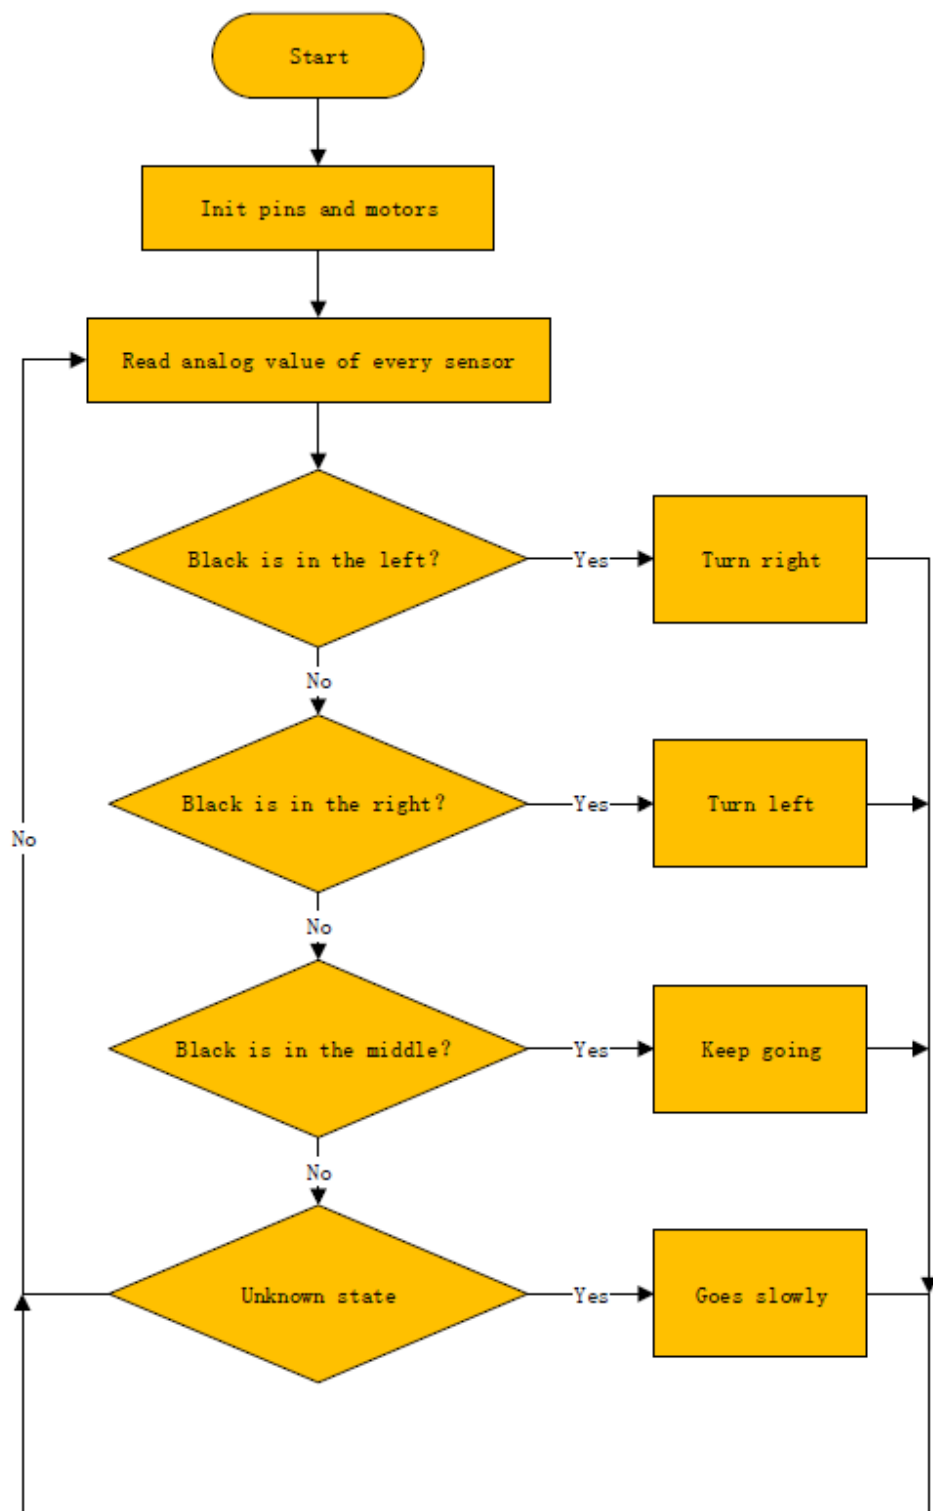 Start
Init pins and motors
Read analog value of every sensor
Black is in the left?
Yes
Turn right
No
Black is in the right?
Yes
Turn left
No
No
Black is in the middle?
Yes
Keep going
No
Unknown state
Yes
Goes slowly